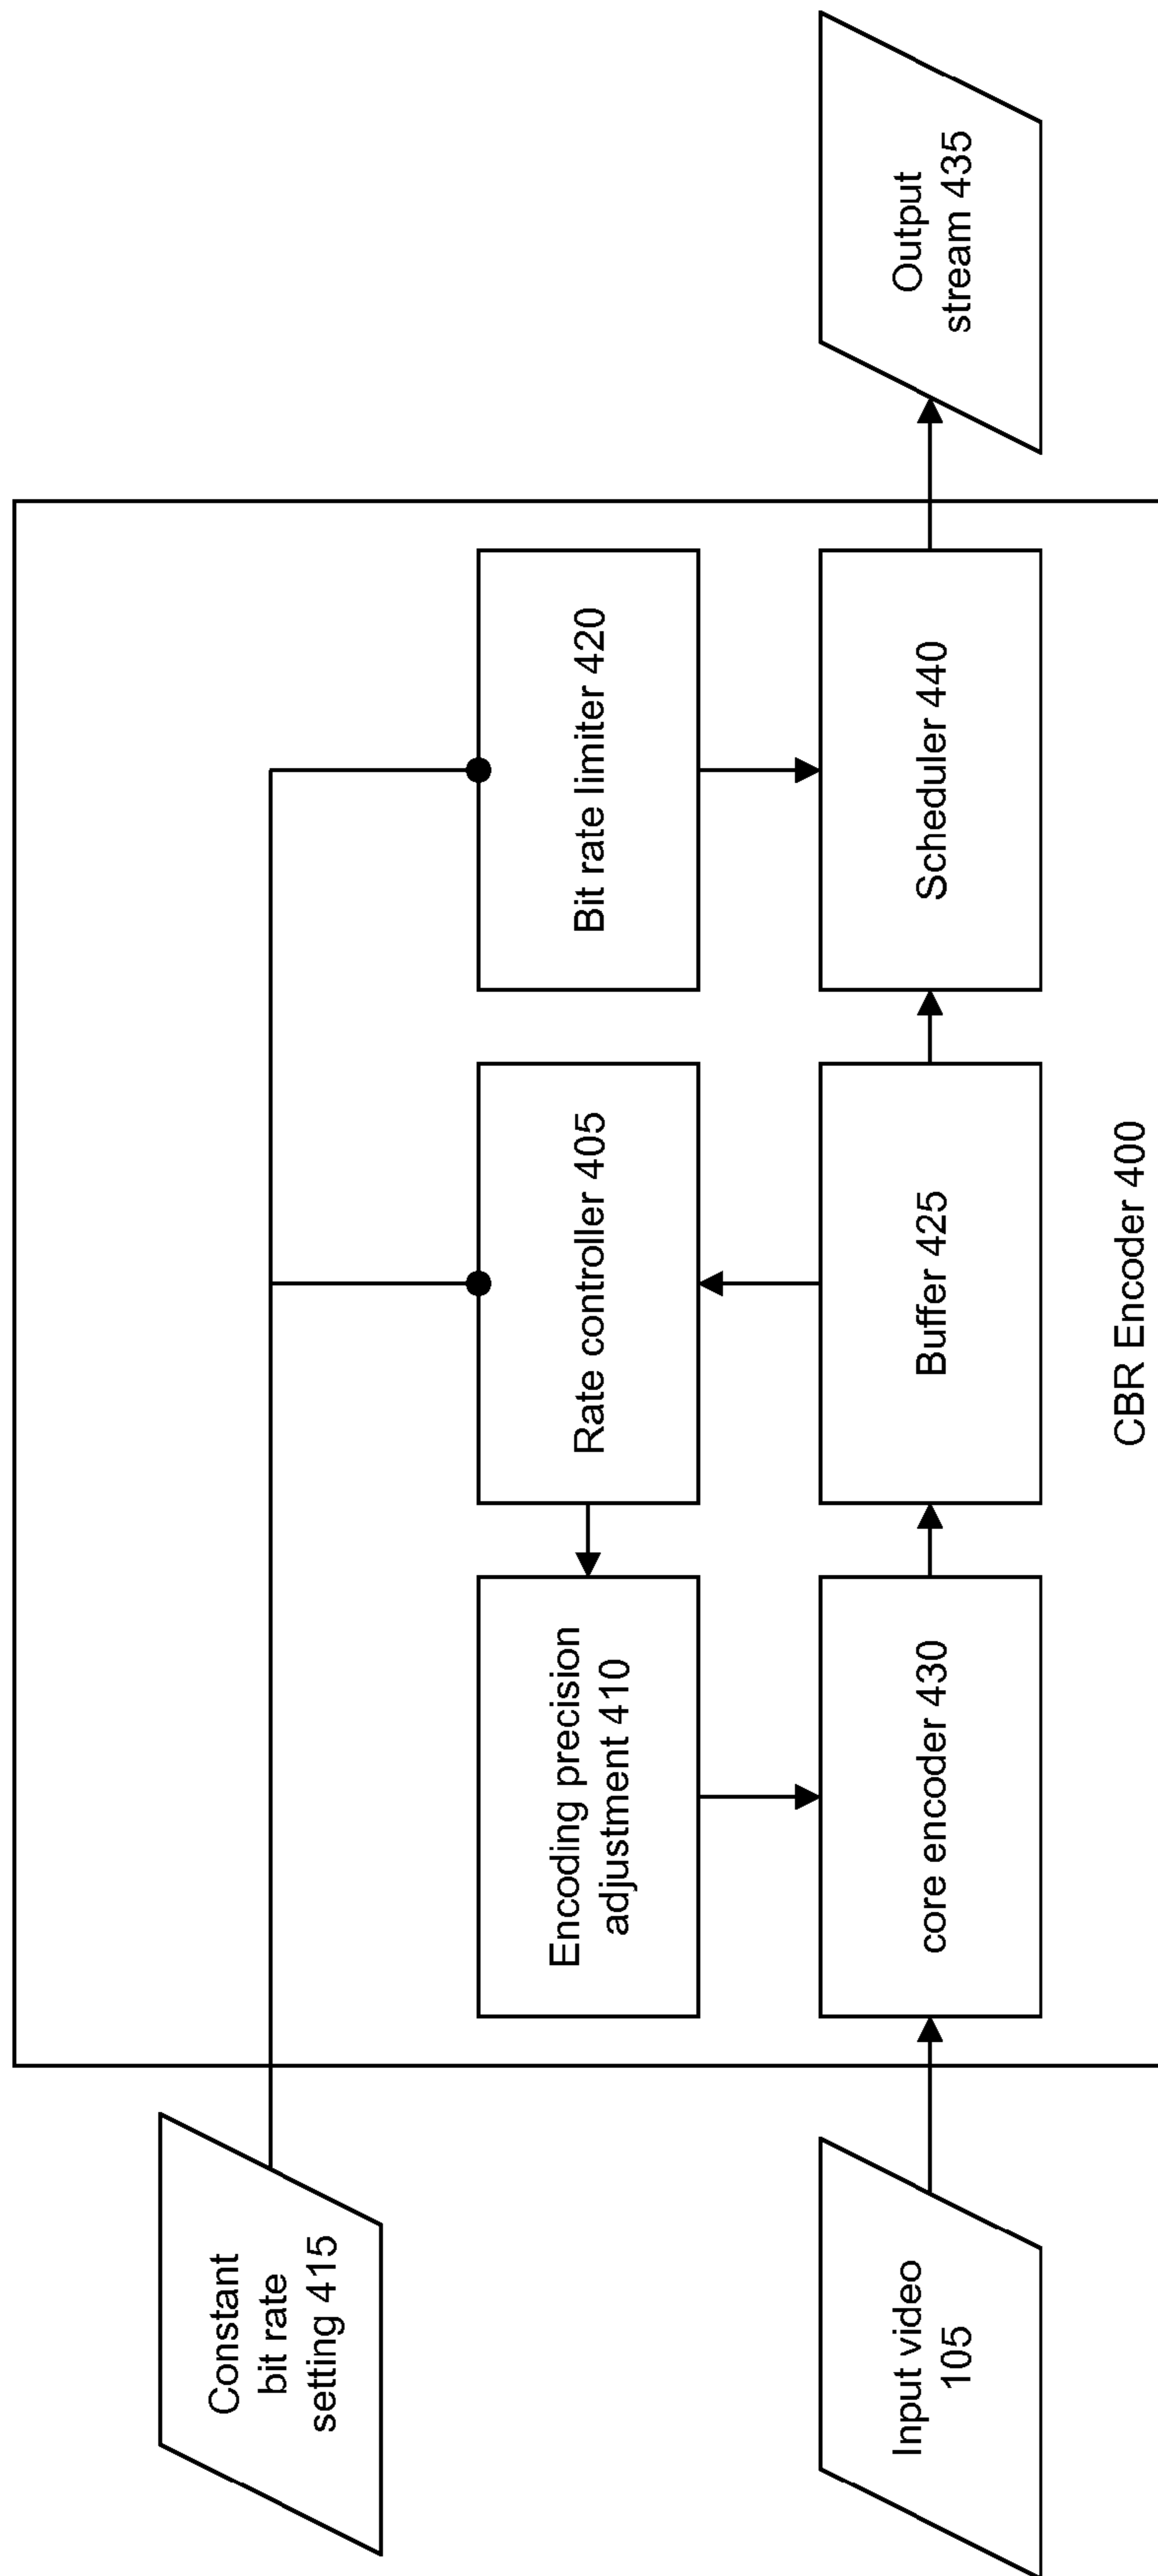 Constant
bit rate
setting 415
Encoding precision
adjustment 410
Rate controller 405
Bit rate limiter 420
Input video
105
core encoder 430
Buffer 425
Scheduler 440
Output
stream 435
CBR Encoder 400